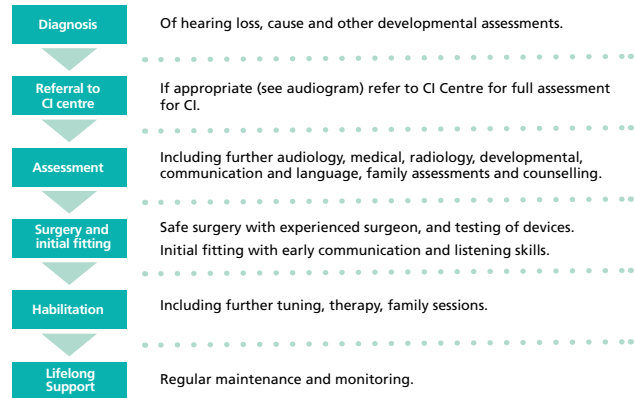 Diagnosis
Of hearing loss, cause and other developmental assessments.
Referral to
CI centre
If appropriate (see audiogram) refer to CI Centre for full assessment
for CI.
Assessment
Including further audiology, medical, radiology, developmental,
communication and language, family assessments and counselling.
Surgery and
initial fitting
Safe surgery with experienced surgeon, and testing of devices.
Initial fitting with early communication and listening skills.
Habilitation
Including further tuning, therapy, family sessions.
Lifelong
Support
Regular maintenance and monitoring.